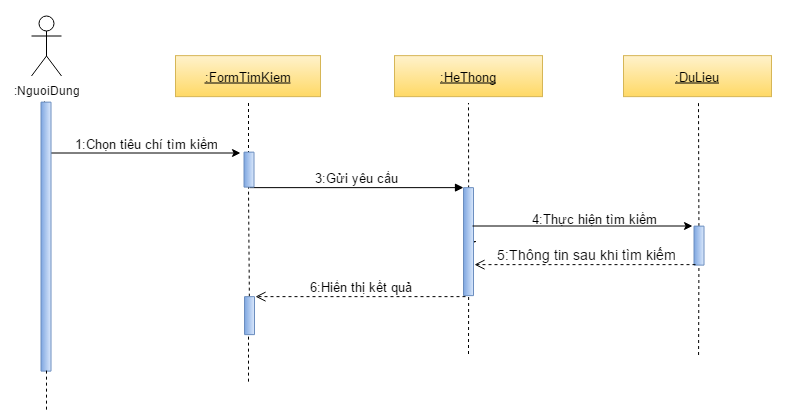 :NguoiDung
:FormTimKiem
:HeThong
:DuLieu
1:Chọn tiêu chí tìm kiếm
3:Gửi yêu cầu
4:Thực hiện tìm kiếm
5:Thông tin sau khi tìm kiếm
6:Hiển thị kết quả